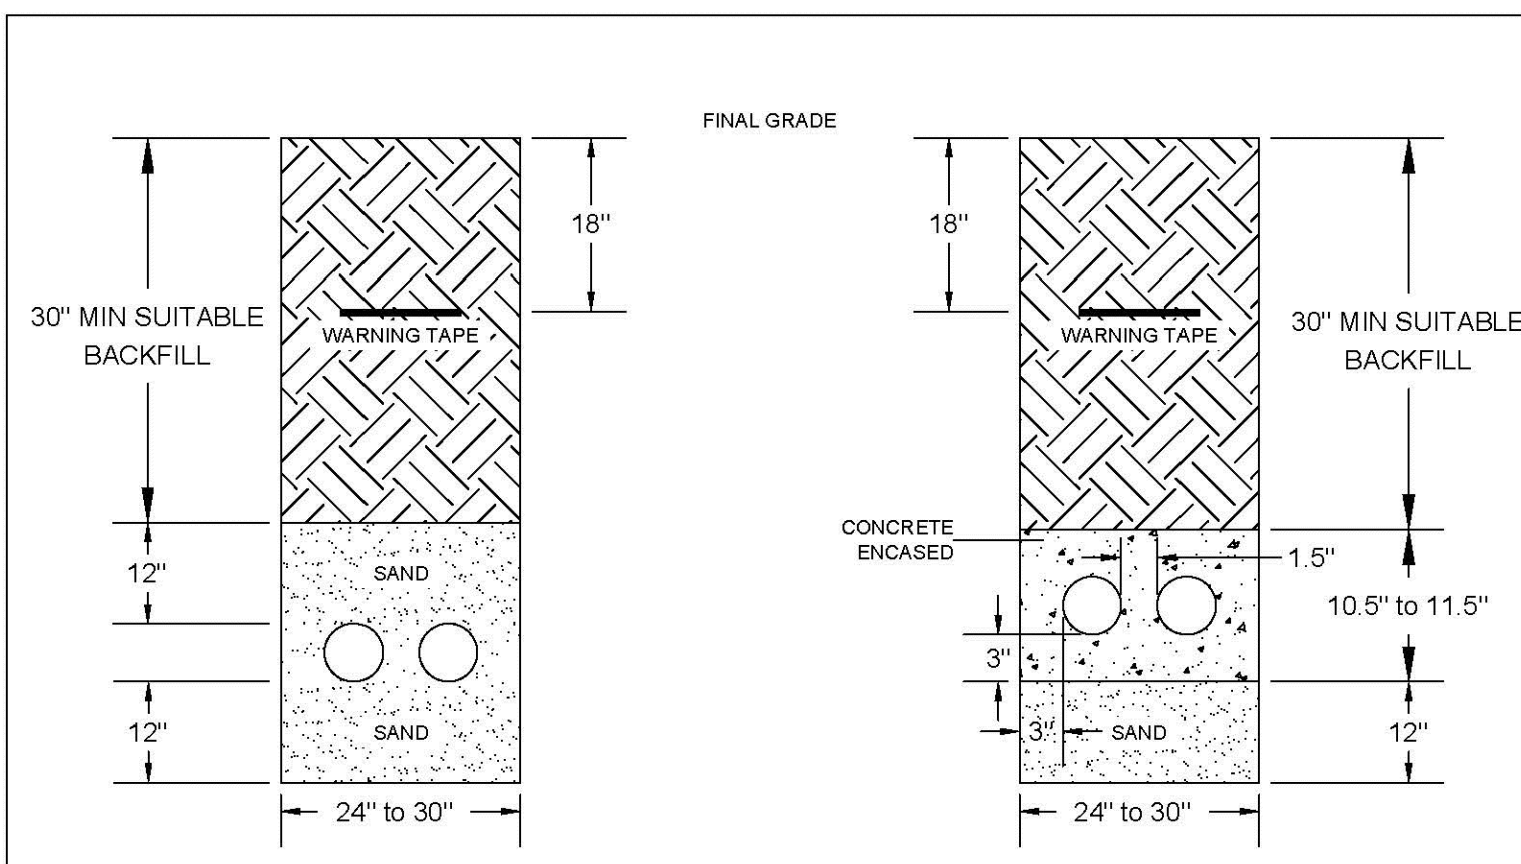 FINAL GRADE
18"
18"
30" MIN SUITABLE
BACKFILL
WARNING TAPE
WARNING TAPE
30" MIN SUITABLE
BACKFILL
CONCRETE
ENCASED
12"
SAND
1.5"
10.5" to 11.5"
3"
12"
SAND
3"
SAND
12"
24" to 30"
24" to 30"